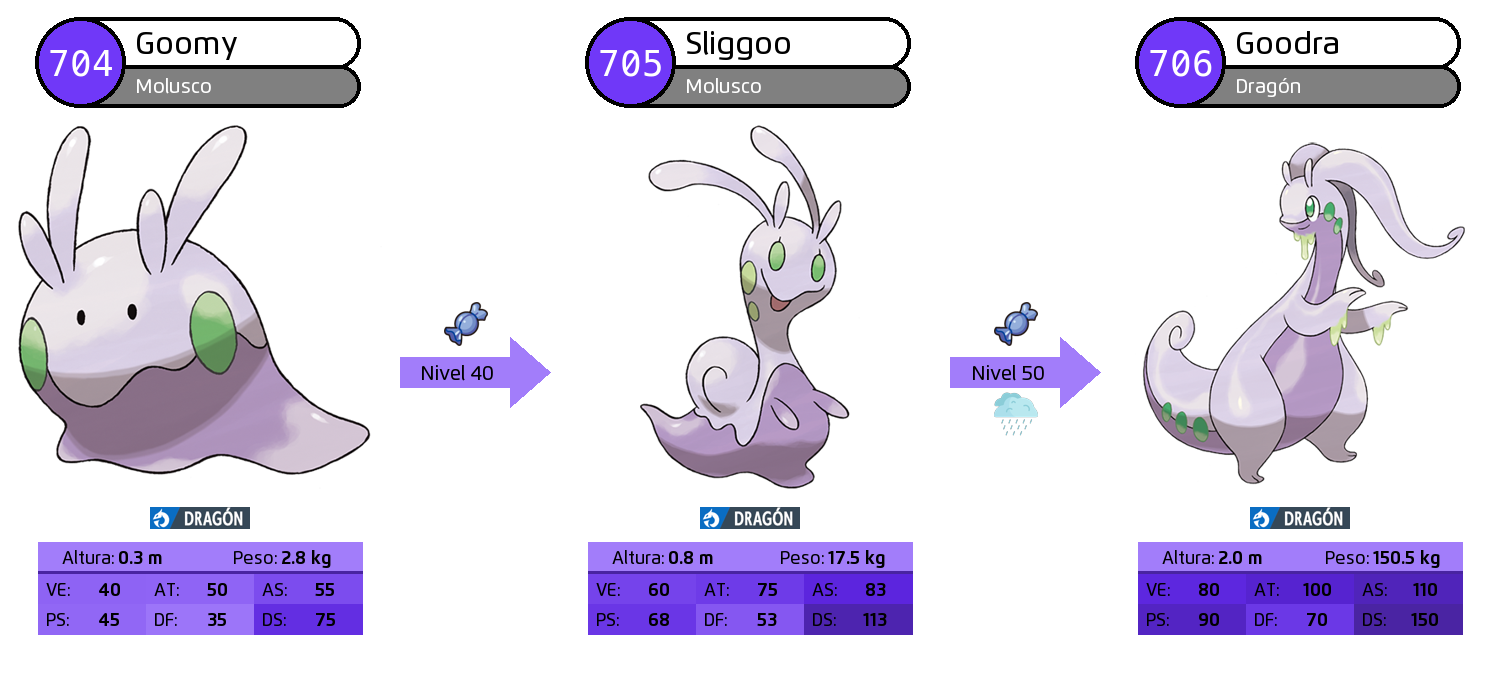 704
Goomy
Molusco
705
Sliggoo
Molusco
706
Goodra
Dragón
Nivel 40
Nivel 50
DRAGÓN
DRAGÓN
DRAGÓN
Altura: 0.3 m Peso: 2.8 kg
VE: 40 AT: 50 AS: 55
PS: 45 DF: 35 DS: 75
Altura: 0.8 m Peso: 17.5 kg
VE: 60 AT: 75 AS: 83
PS: 68 DF: 53 DS: 113
Altura: 2.0 m Peso: 150.5 kg
VE: 80 AT: 100 AS: 110
PS: 90 DF: 70 DS: 150